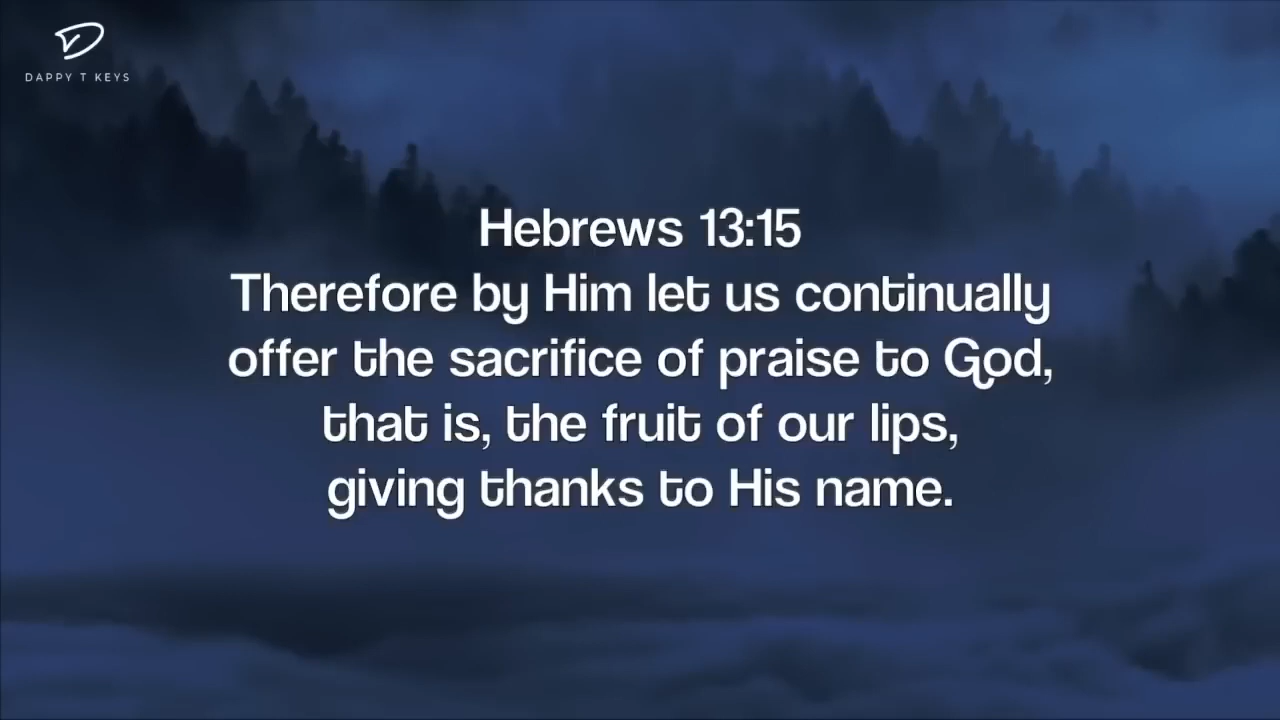 DAPPY T KEYS
Hebrews 13:15
Therefore by Him let us continually
offer the sacrifice of praise to God,
that is, the fruit of our lips,
giving thanks to His name.